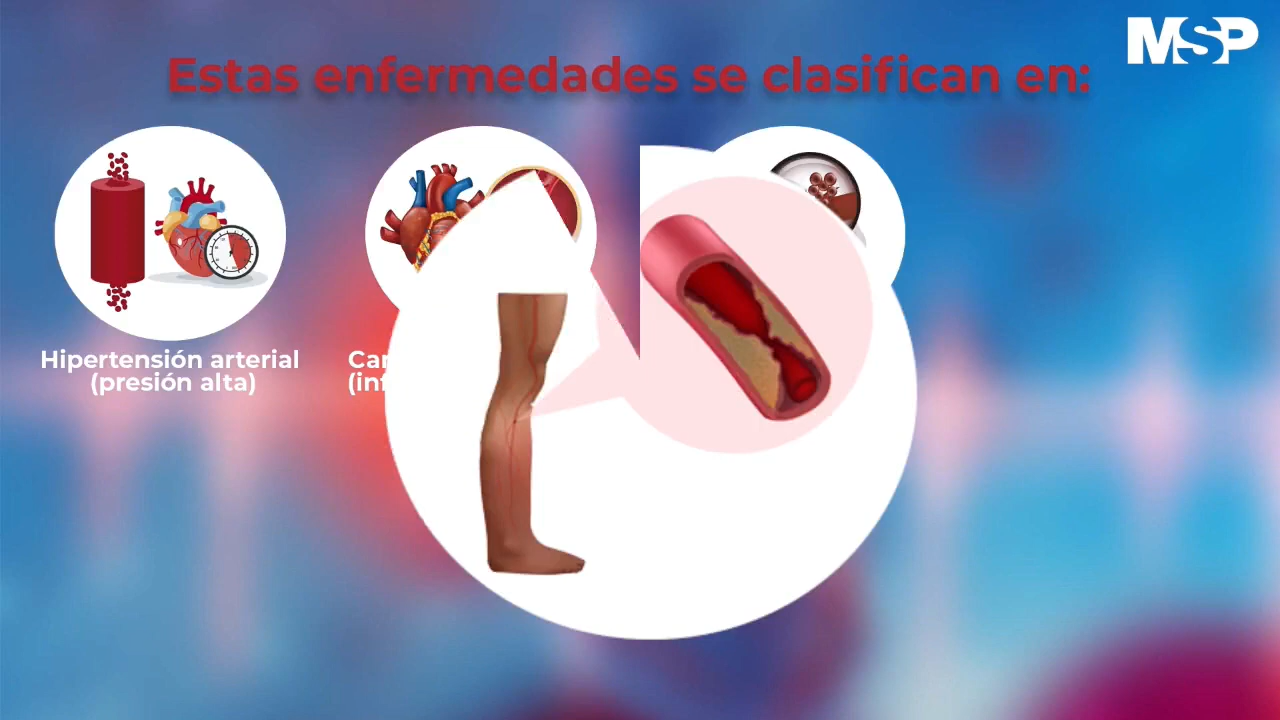 MSP
Estas enfermedades se clasifican en:
Hipertensión arterial
(presión alta)